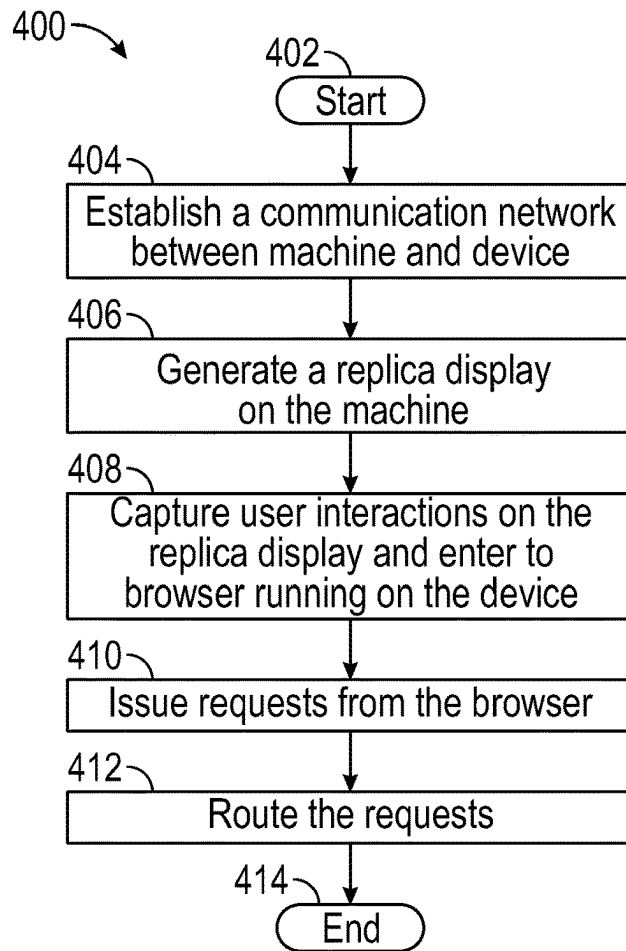 400
402
Start
404
Establish a communication network
between machine and device
406
Generate a replica display
on the machine
408
Capture user interactions on the
replica display and enter to
browser running on the device
410
Issue requests from the browser
412
Route the requests
414
End